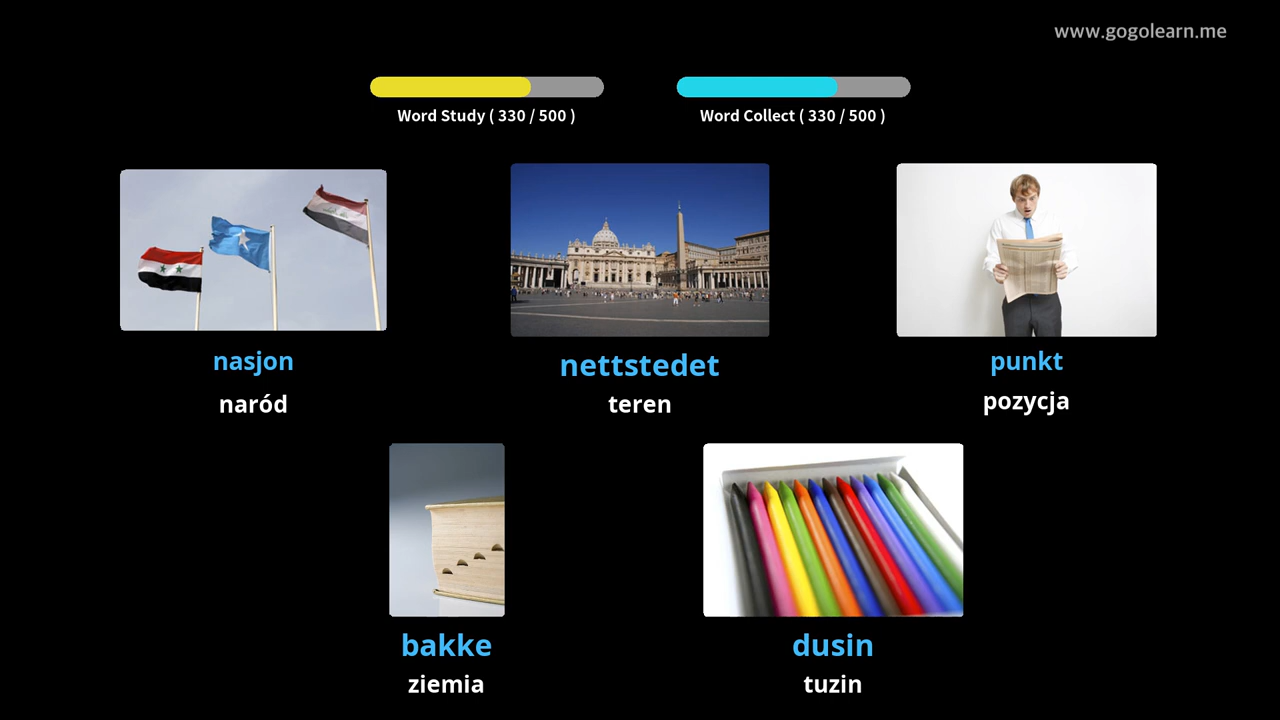 www.gogolearn.me
Word Study ( 330 / 500 )
Word Collect ( 330 / 500 )
nasjon
naród
nettstedet
teren
punkt
pozycja
bakke
ziemia
dusin
tuzin